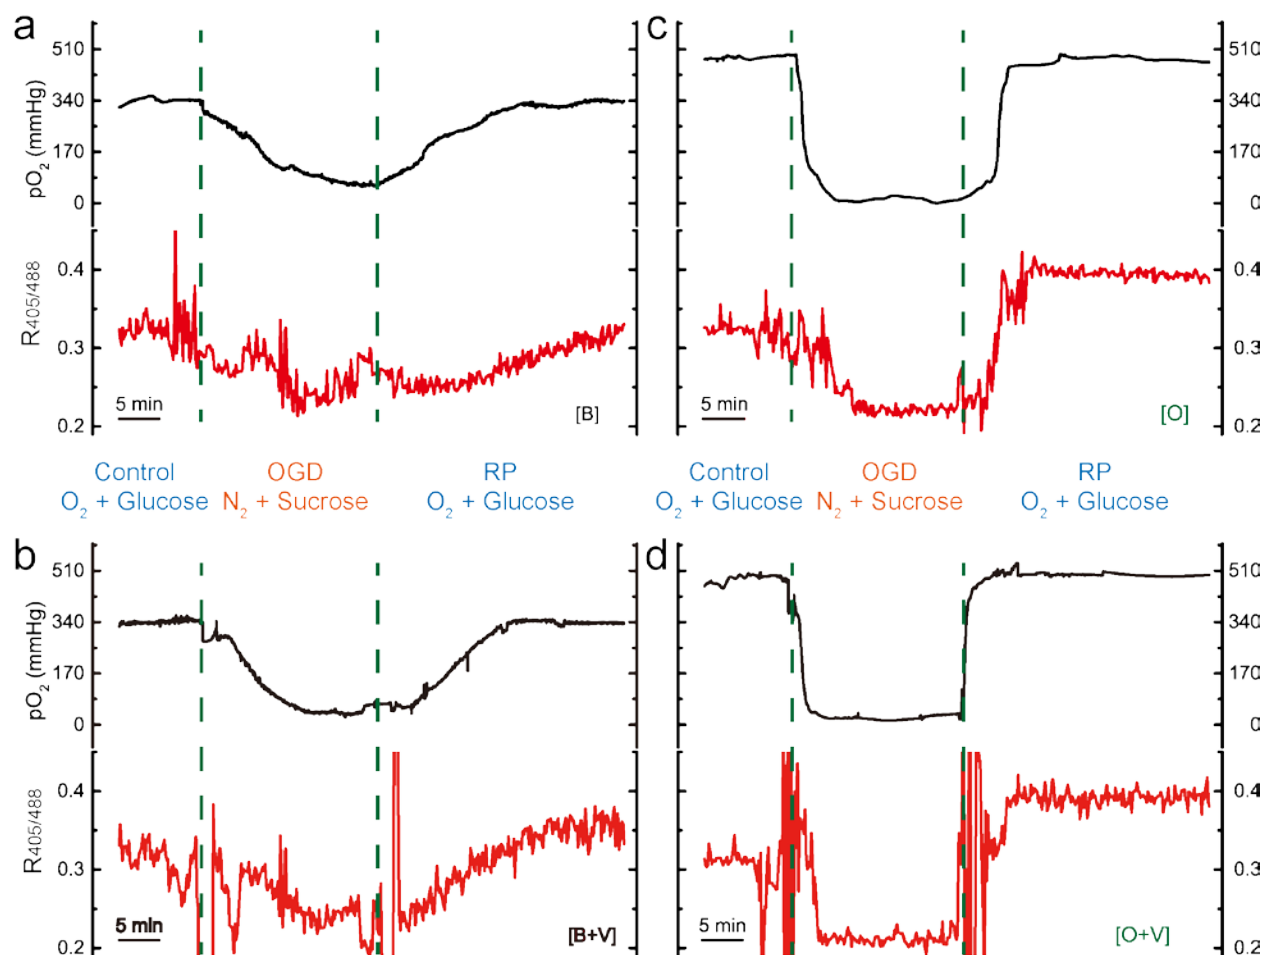 a
c
510
340
170
0
pO₂ (mmHg)
510
340
170
0
0.4
0.3
0.2
R405/488
5 min
[B]
0.4
0.3
0.2
5 min
[O]
Control
O₂ + Glucose
OGD
N₂ + Sucrose
RP
O₂ + Glucose
Control
O₂ + Glucose
OGD
N₂ + Sucrose
RP
O₂ + Glucose
b
d
510
340
170
0
pO₂ (mmHg)
510
340
170
0
0.4
0.3
0.2
R405/488
5 min
[B+V]
0.4
0.3
0.2
5 min
[O+V]